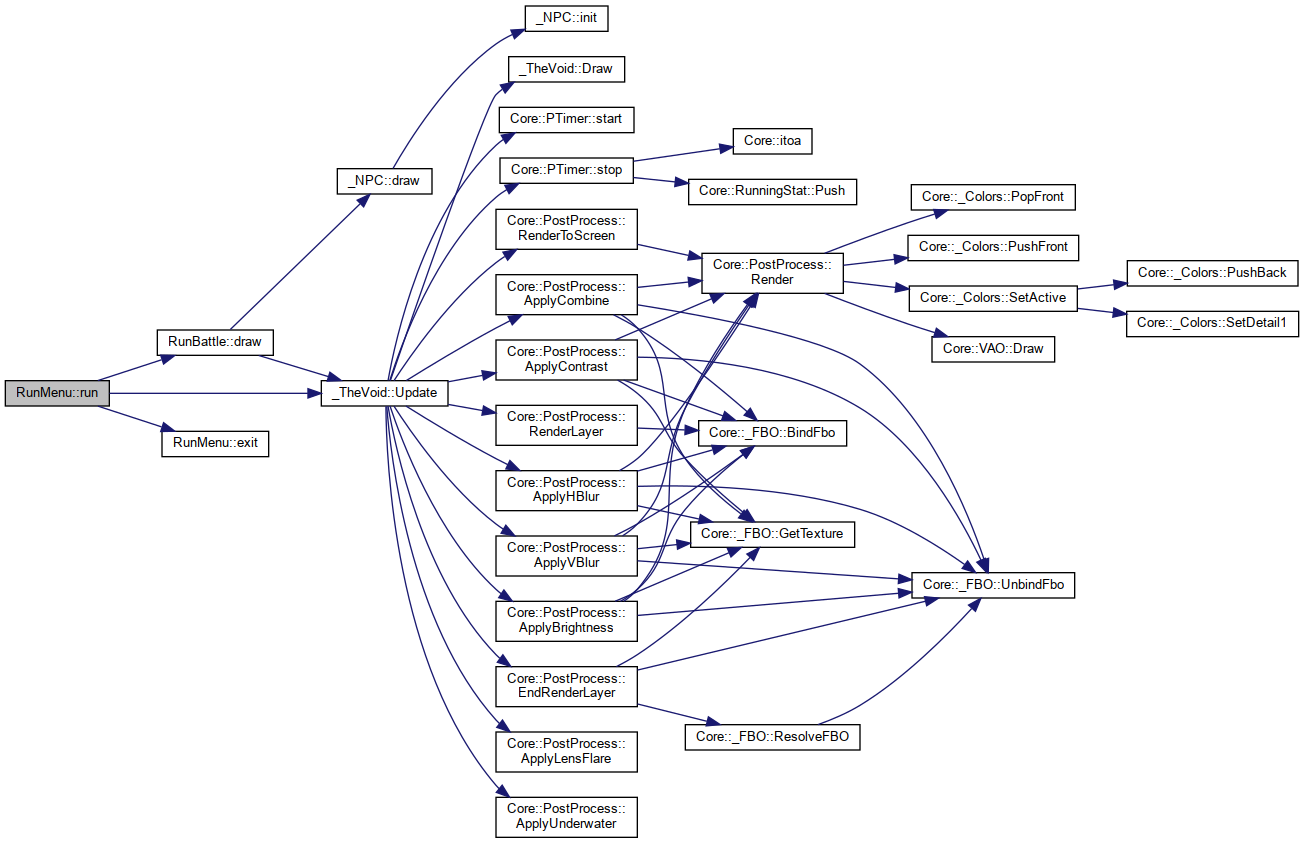 _NPC::init
_TheVoid::Draw
Core::PTimer::start
Core::PTimer::stop
Core::itoa
_NPC::draw
Core::RunningStat::Push
Core::_Colors::PopFront
Core::PostProcess::
RenderToScreen
Core::_Colors::PushFront
Core::PostProcess::
Render
Core::_Colors::PushBack
Core::PostProcess::
ApplyCombine
Core::_Colors::SetActive
Core::_Colors::SetDetail1
RunBattle::draw
Core::VAO::Draw
Core::PostProcess::
ApplyContrast
RunMenu::run
_TheVoid::Update
Core::PostProcess::
RenderLayer
Core::_FBO::BindFbo
RunMenu::exit
Core::PostProcess::
ApplyHBlur
Core::_FBO::GetTexture
Core::PostProcess::
ApplyVBlur
Core::_FBO::UnbindFbo
Core::PostProcess::
ApplyBrightness
Core::PostProcess::
EndRenderLayer
Core::_FBO::ResolveFBO
Core::PostProcess::
ApplyLensFlare
Core::PostProcess::
ApplyUnderwater